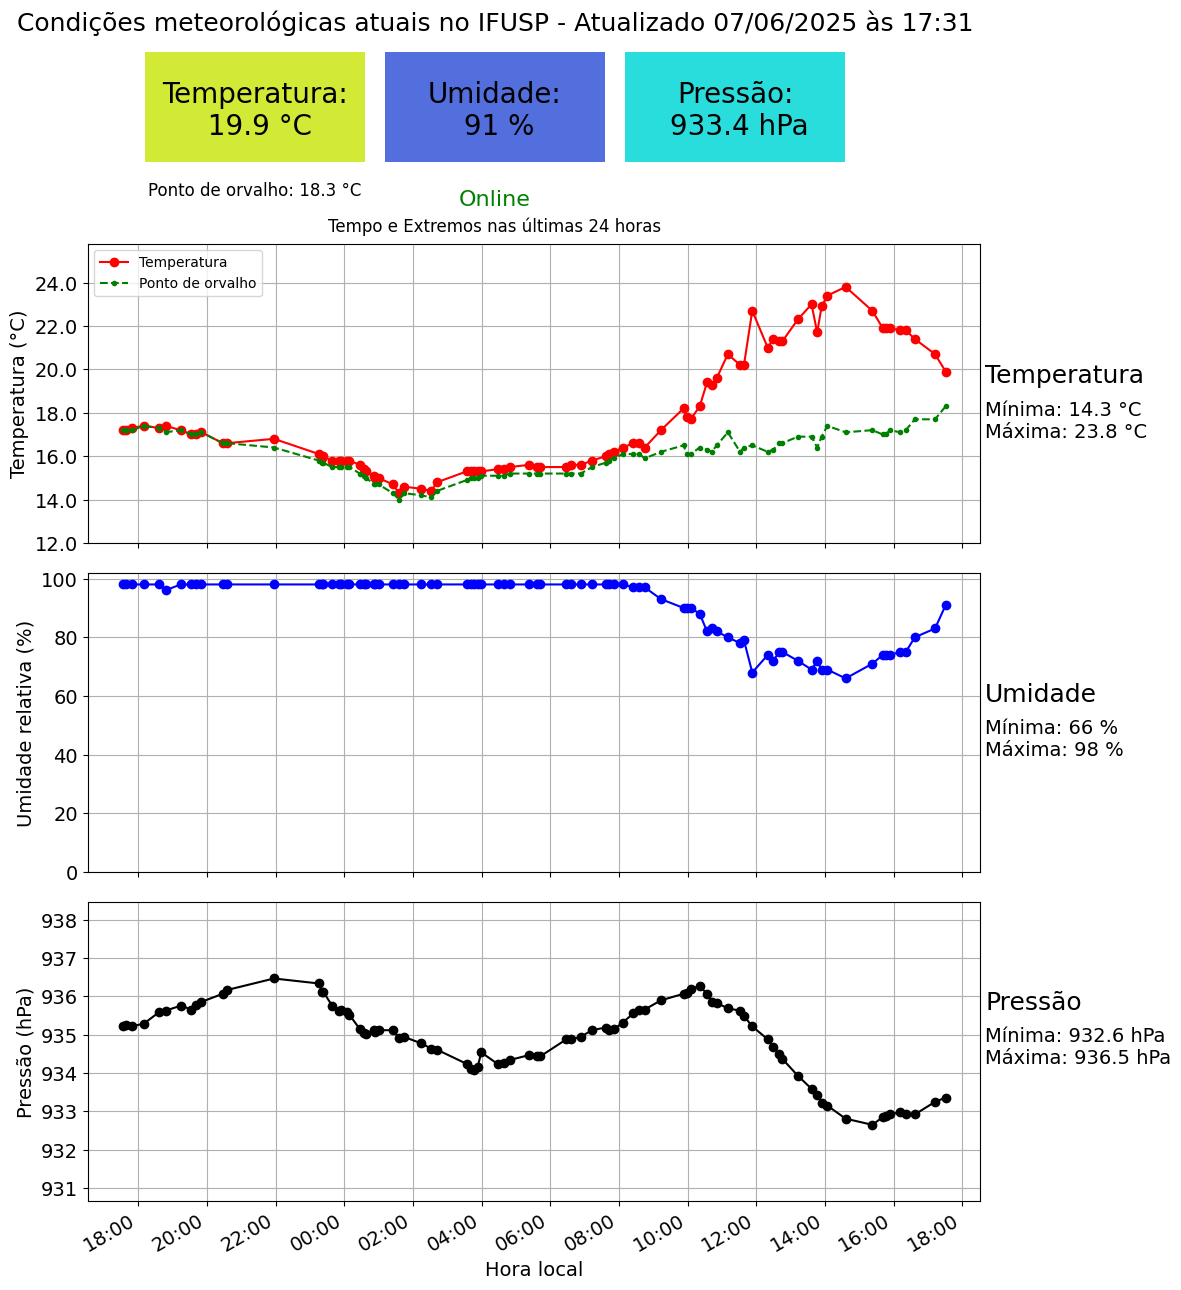 Condições meteorológicas atuais no IFUSP - Atualizado 07/06/2025 às 17:31
Temperatura:
19.9 °C
Umidade:
91 %
Pressão:
933.4 hPa
Ponto de orvalho: 18.3 °C
Online
Tempo e Extremos nas últimas 24 horas
Temperatura
Ponto de orvalho
Temperatura (°C)
24.0
22.0
20.0
18.0
16.0
14.0
12.0
Temperatura
Mínima: 14.3 °C
Máxima: 23.8 °C
Umidade relativa (%)
100
80
60
40
20
0
Umidade
Mínima: 66 %
Máxima: 98 %
Pressão (hPa)
938
937
936
935
934
933
932
931
Pressão
Mínima: 932.6 hPa
Máxima: 936.5 hPa
18:00 20:00 22:00 00:00 02:00 04:00 06:00 08:00 10:00 12:00 14:00 16:00 18:00
Hora local